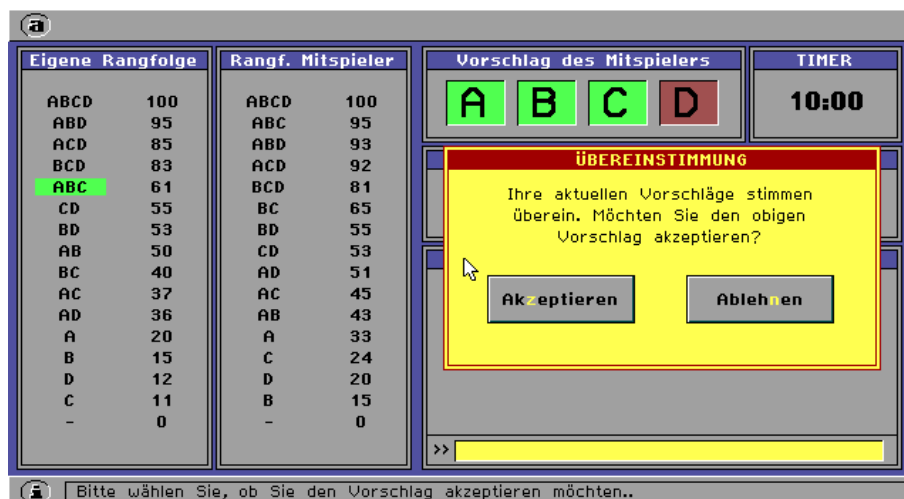 a
Eigene Rangfolge
ABCD 100
ABD 95
ACD 85
BCD 83
ABC 61
CD 55
BD 53
AB 50
BC 40
AC 37
AD 36
A 20
B 15
D 12
C 11
- 0
Rangf. Mitspieler
ABCD 100
ABC 95
ABD 93
ACD 92
BCD 81
BC 65
BD 55
CD 53
AD 51
AC 45
AB 43
A 33
C 24
D 20
B 15
- 0
Vorschlag des Mitspielers
A B C D
TIMER
10:00
ÜBEREINSTIMMUNG
Ihre aktuellen Vorschläge stimmen
überein. Möchten Sie den obigen
Vorschlag akzeptieren?
Akzeptieren Ablehnen
>>
i Bitte wählen Sie, ob Sie den Vorschlag akzeptieren möchten..